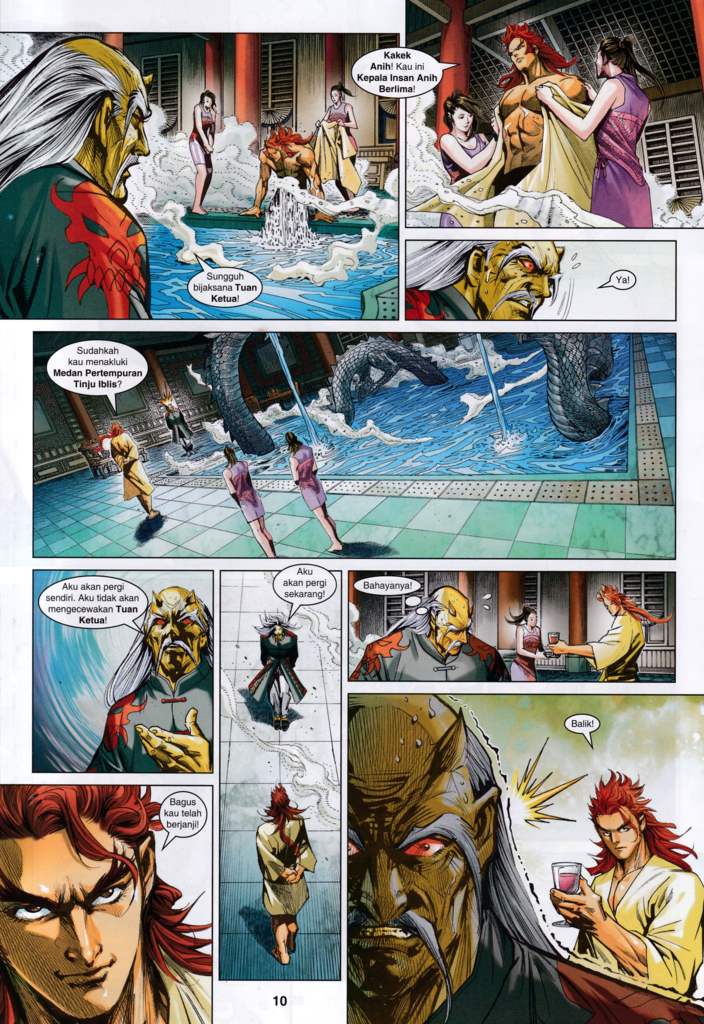 Sungguh
bijaksana Tuan
Ketua!
Kakek
Anih! Kau ini
Kepala Insan Anih
Berlima!
Ya!
Sudahkah
kau menakluki
Medan Pertempuran
Tinju Iblis?
Aku akan pergi
sendiri. Aku tidak akan
mengecewakan Tuan
Ketua!
Aku
akan pergi
sekarang!
Bagus
kau telah
berjanji!
Bahayanya!
Balik!
10